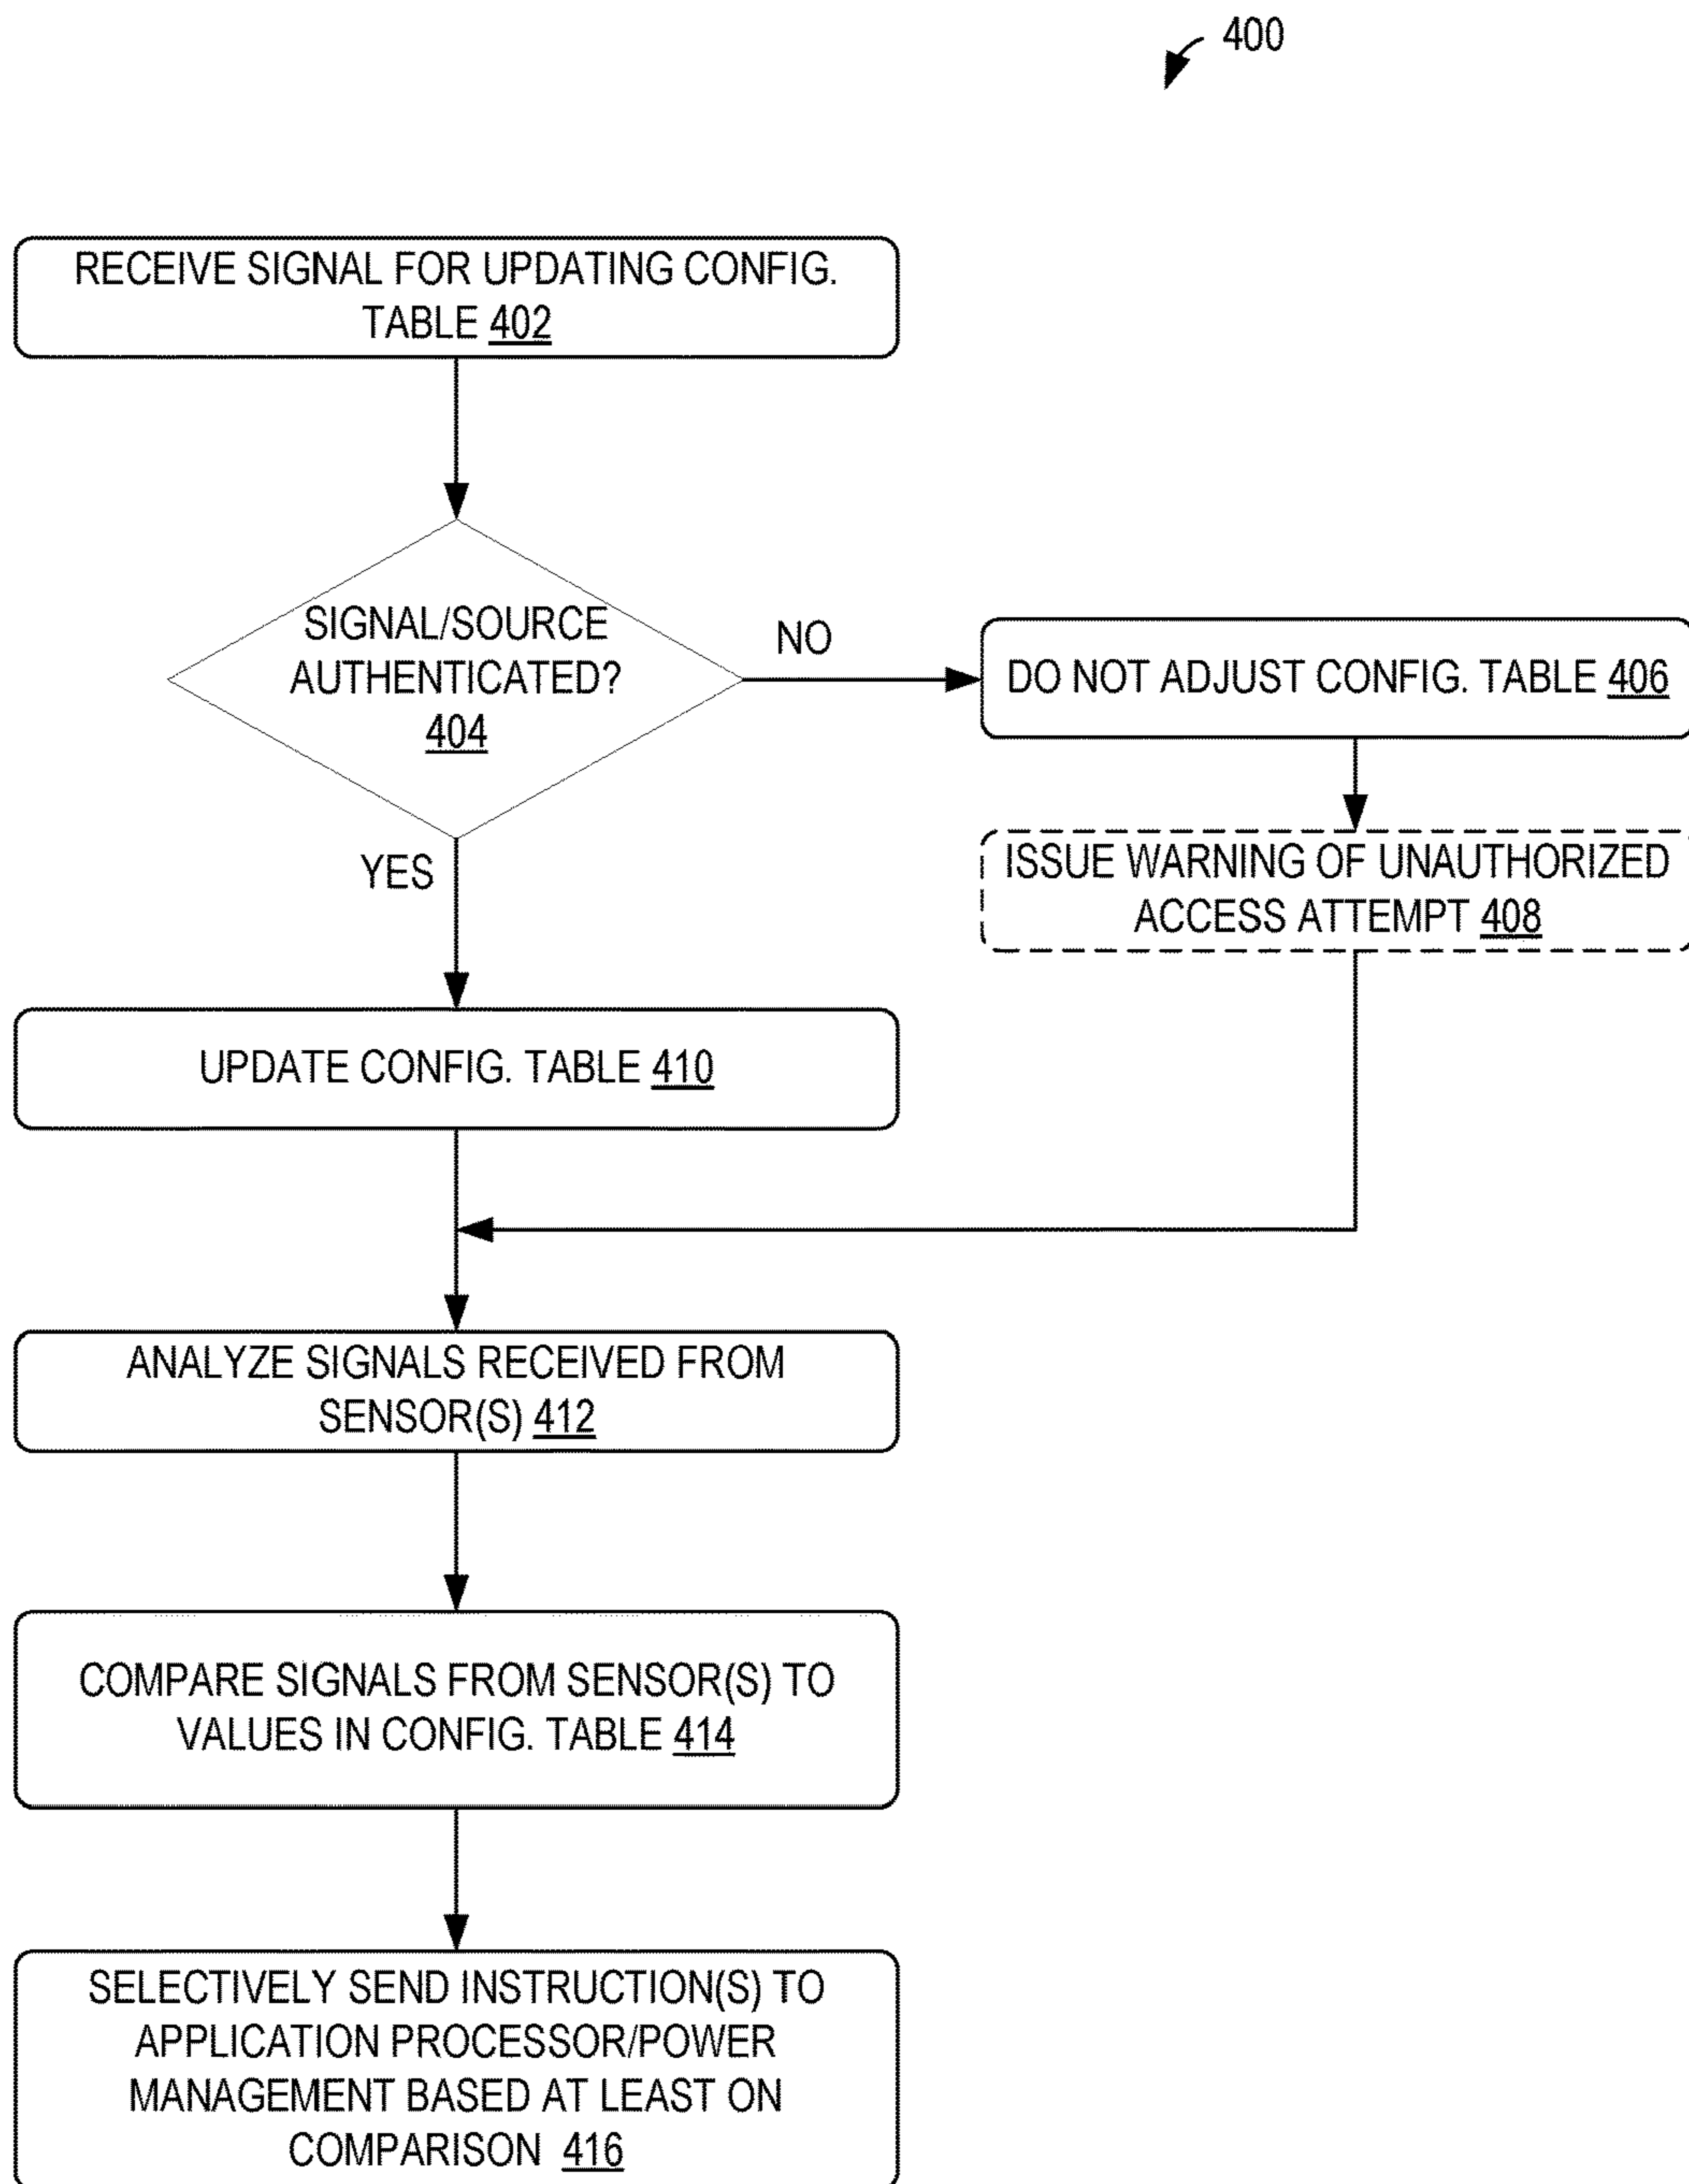 400
RECEIVE SIGNAL FOR UPDATING CONFIG.
TABLE 402
SIGNAL/SOURCE
AUTHENTICATED?
404
NO
DO NOT ADJUST CONFIG. TABLE 406
ISSUE WARNING OF UNAUTHORIZED
ACCESS ATTEMPT 408
YES
UPDATE CONFIG. TABLE 410
ANALYZE SIGNALS RECEIVED FROM
SENSOR(S) 412
COMPARE SIGNALS FROM SENSOR(S) TO
VALUES IN CONFIG. TABLE 414
SELECTIVELY SEND INSTRUCTION(S) TO
APPLICATION PROCESSOR/POWER
MANAGEMENT BASED AT LEAST ON
COMPARISON 416